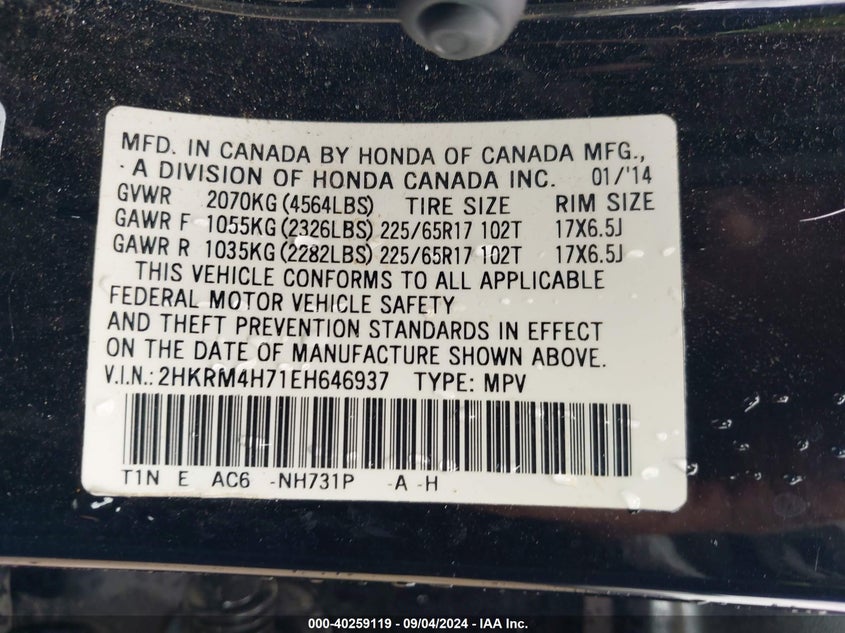 MFD. IN CANADA BY HONDA OF CANADA MFG.,
A DIVISION OF HONDA CANADA INC. 01/'14
GVWR 2070KG (4564LBS) TIRE SIZE RIM SIZE
GAWR F 1055KG (2326LBS) 225/65R17 102T 17X6.5J
GAWR R 1035KG (2282LBS) 225/65R17 102T 17X6.5J
THIS VEHICLE CONFORMS TO ALL APPLICABLE
FEDERAL MOTOR VEHICLE SAFETY
AND THEFT PREVENTION STANDARDS IN EFFECT
ON THE DATE OF MANUFACTURE SHOWN ABOVE.
V.I.N.: 2HKRM4H71EH646937 TYPE: MPV
T1N E AC6 -NH731P -A -H
000-40259119 - 09/04/2024 - IAA Inc.